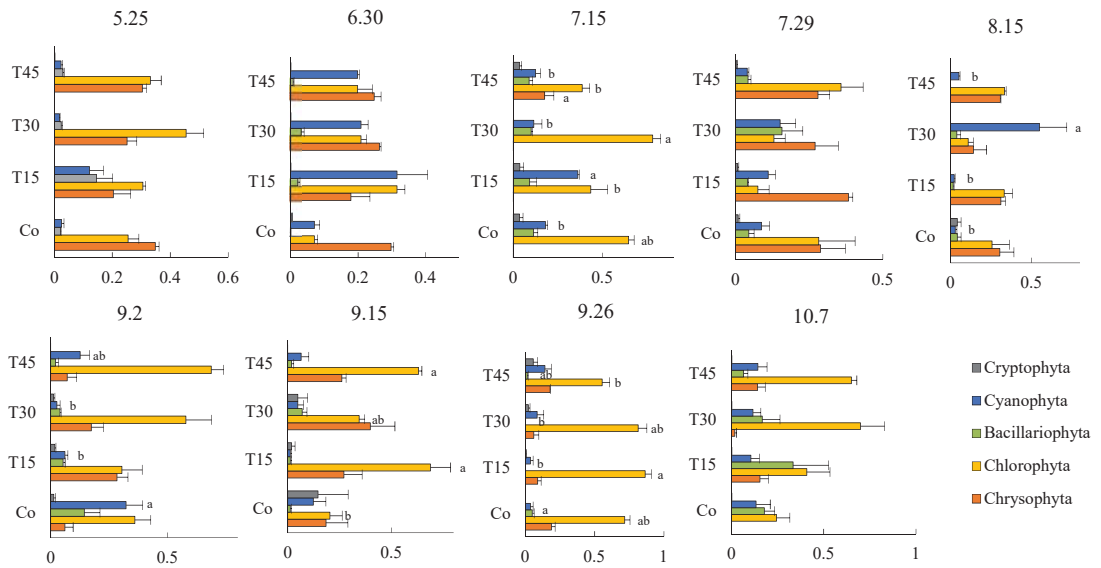 5.25
6.30
7.15
7.29
8.15
T45
T30
T15
Co
0
0.2
0.4
0.6
T45
T30
T15
Co
0
0.2
0.4
T45
T30
T15
Co
b
b
a
b
a
a
b
b
ab
0
0.5
T45
T30
T15
Co
0
0.5
T45
T30
T15
Co
b
a
b
b
0
0.5
9.2
9.15
9.26
10.7
T45
T30
T15
Co
ab
b
b
a
0
0.5
T45
T30
T15
Co
a
ab
a
b
0
0.5
T45
T30
T15
Co
ab
b
b
ab
b
a
a
ab
0
0.5
1
T45
T30
T15
Co
0
0.5
1
Cryptophyta
Cyanophyta
Bacillariophyta
Chlorophyta
Chrysophyta